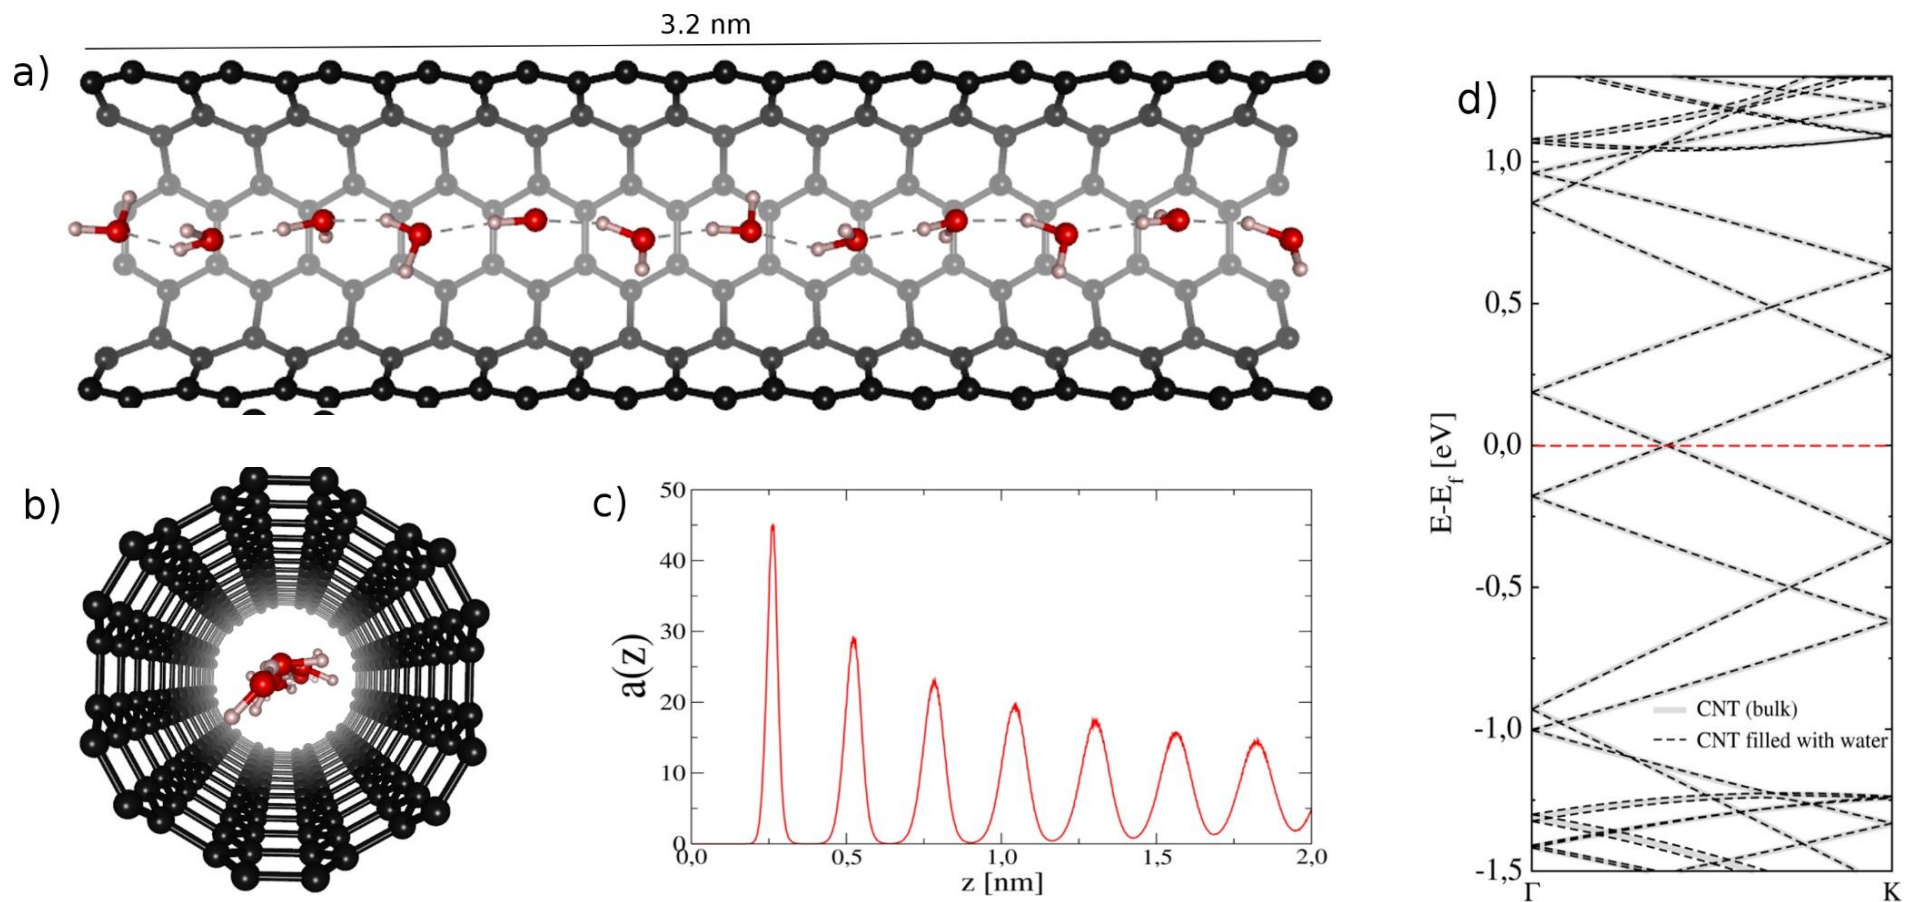 3.2 nm
a)
b)
c)
50
40
30
20
10
0
a(z)
0,0 0,5 1,0 1,5 2,0
z [nm]
d)
1,0
0,5
0,0
-0,5
-1,0
-1,5
E-Ef [eV]
CNT (bulk)
CNT filled with water
Γ K